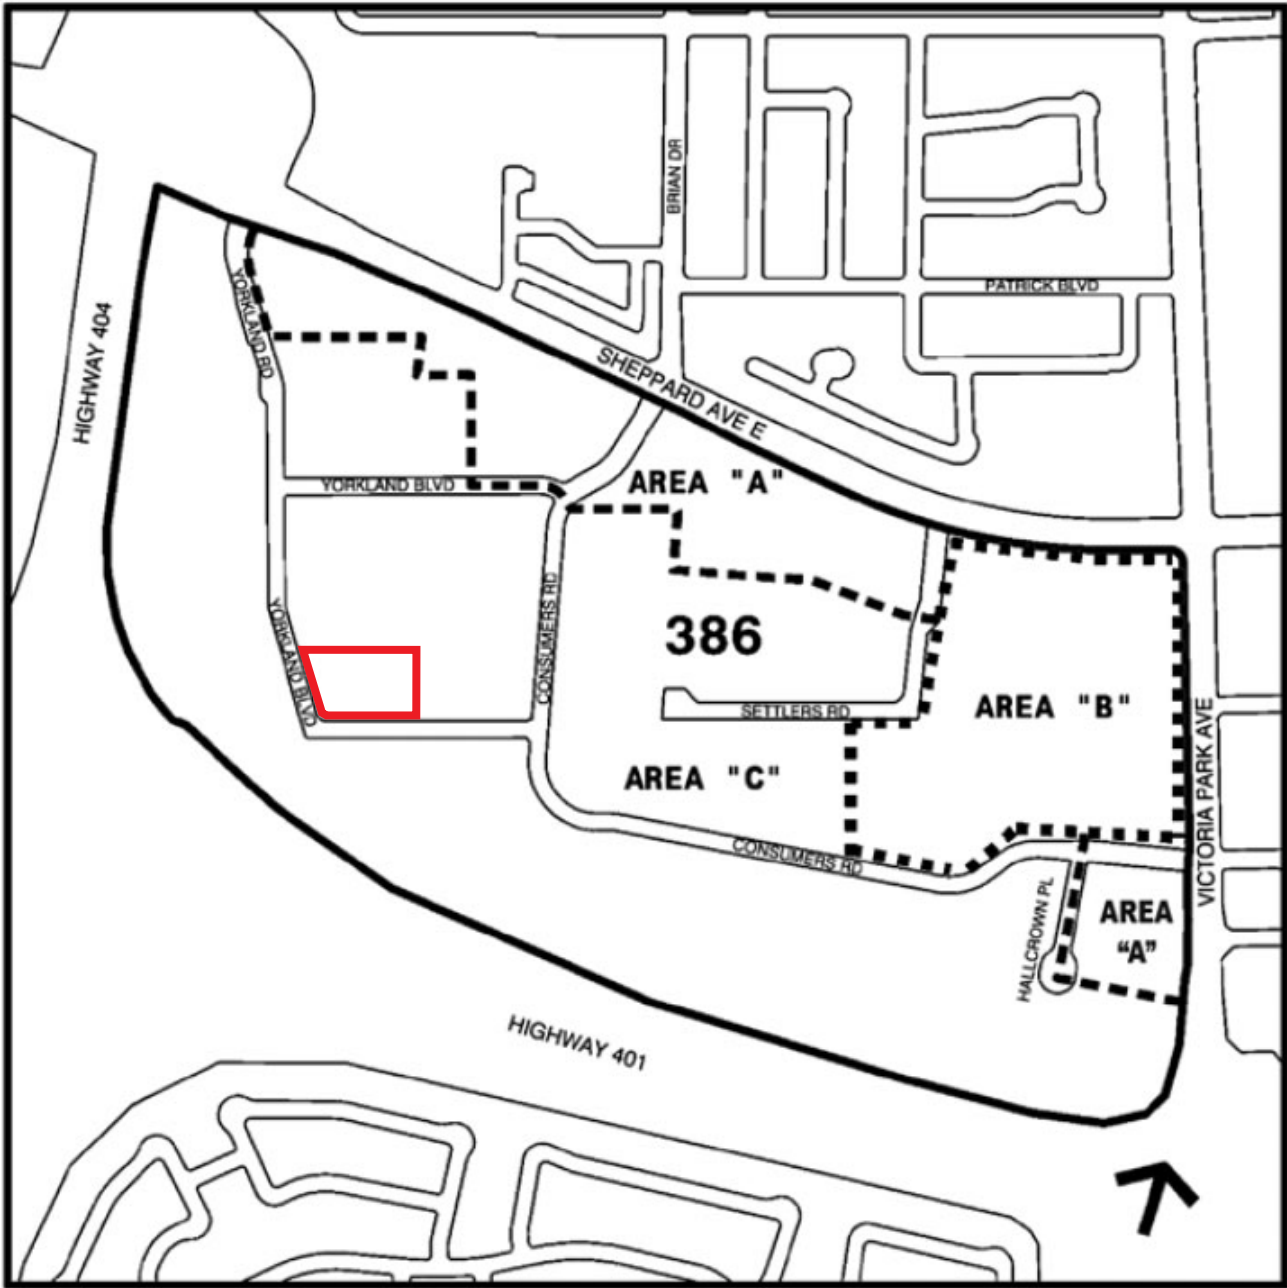 BRIAN DR
PATRICK BLVD
YORKLAND RD
HIGHWAY 404
SHEPPARD AVE E
YORKLAND BLVD
AREA "A"
CONSUMERS RD
386
YORKLAND BLVD
SETTLERS RD
AREA "B"
AREA "C"
VICTORIA PARK AVE
CONSUMERS RD
HALLCROWN PL
AREA
"A"
HIGHWAY 401